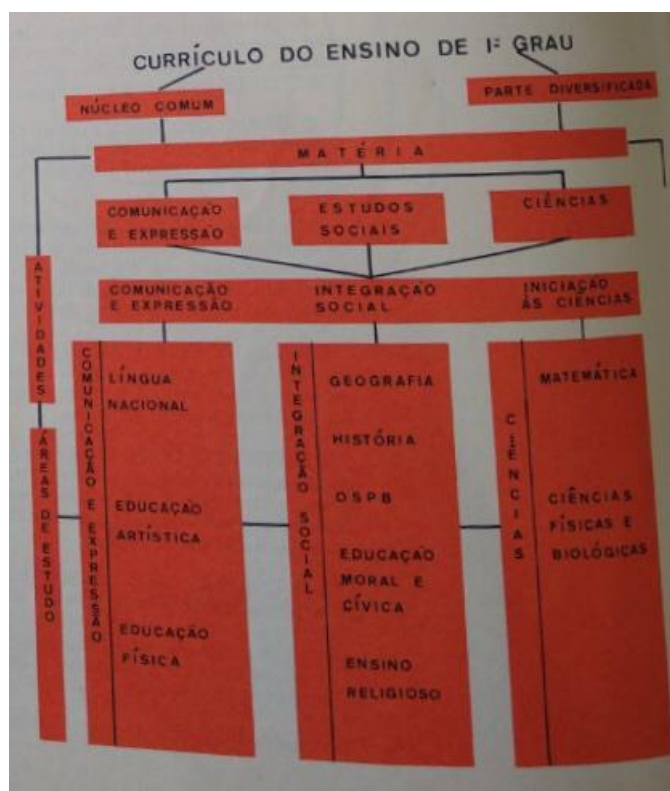 CURRÍCULO DO ENSINO DE 1º GRAU
NÚCLEO COMUM
PARTE DIVERSIFICADA
MATÉRIA
COMUNICAÇÃO
E EXPRESSÃO
ESTUDOS
SOCIAIS
CIÊNCIAS
ATIVIDADES
COMUNICAÇÃO
E EXPRESSÃO
INTEGRAÇÃO
SOCIAL
INICIAÇÃO
ÀS CIÊNCIAS
ÁREAS DE ESTUDO
COMUNICAÇÃO E EXPRESSÃO
LÍNGUA
NACIONAL
EDUCAÇÃO
ARTÍSTICA
EDUCAÇÃO
FÍSICA
INTEGRAÇÃO SOCIAL
GEOGRAFIA
HISTÓRIA
OSPB
EDUCAÇÃO
MORAL E
CÍVICA
ENSINO
RELIGIOSO
CIÊNCIAS
MATEMÁTICA
CIÊNCIAS
FÍSICAS E
BIOLÓGICAS